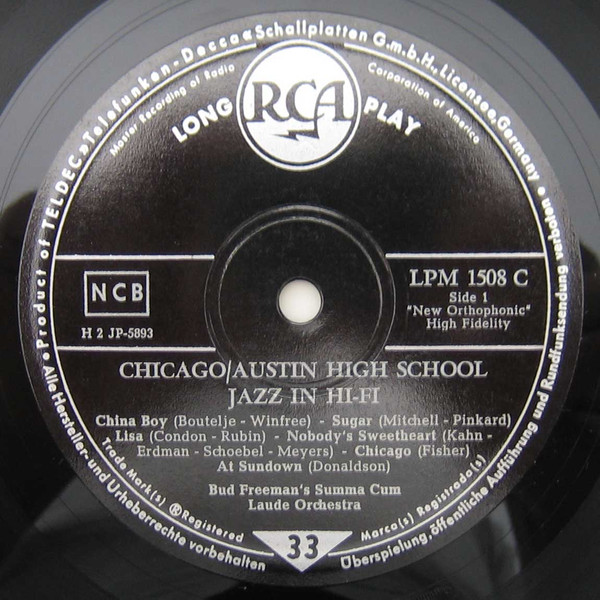 • Product of TELDEC »Telefunken-Decca« Schallplatten G.m.b.H., Licensee, Germany •
Master Recording of Radio Corporation of America
LONG RCA PLAY
NCB
H 2 JP-5893
LPM 1508 C
Side 1
"New Orthophonic"
High Fidelity
CHICAGO/AUSTIN HIGH SCHOOL
JAZZ IN HI-FI
China Boy (Boutelje - Winfree) - Sugar (Mitchell - Pinkard)
Lisa (Condon - Rubin) - Nobody's Sweetheart (Kahn -
Erdman - Schoebel - Meyers) - Chicago (Fisher)
At Sundown (Donaldson)
Bud Freeman's Summa Cum
Laude Orchestra
Trade Mark(s) ® Registered
Marca(s) Registrada(s)
33
Alle Hersteller- und Urheberrechte vorbehalten
Überspielung, öffentliche Aufführung und Rundfunksendung verboten